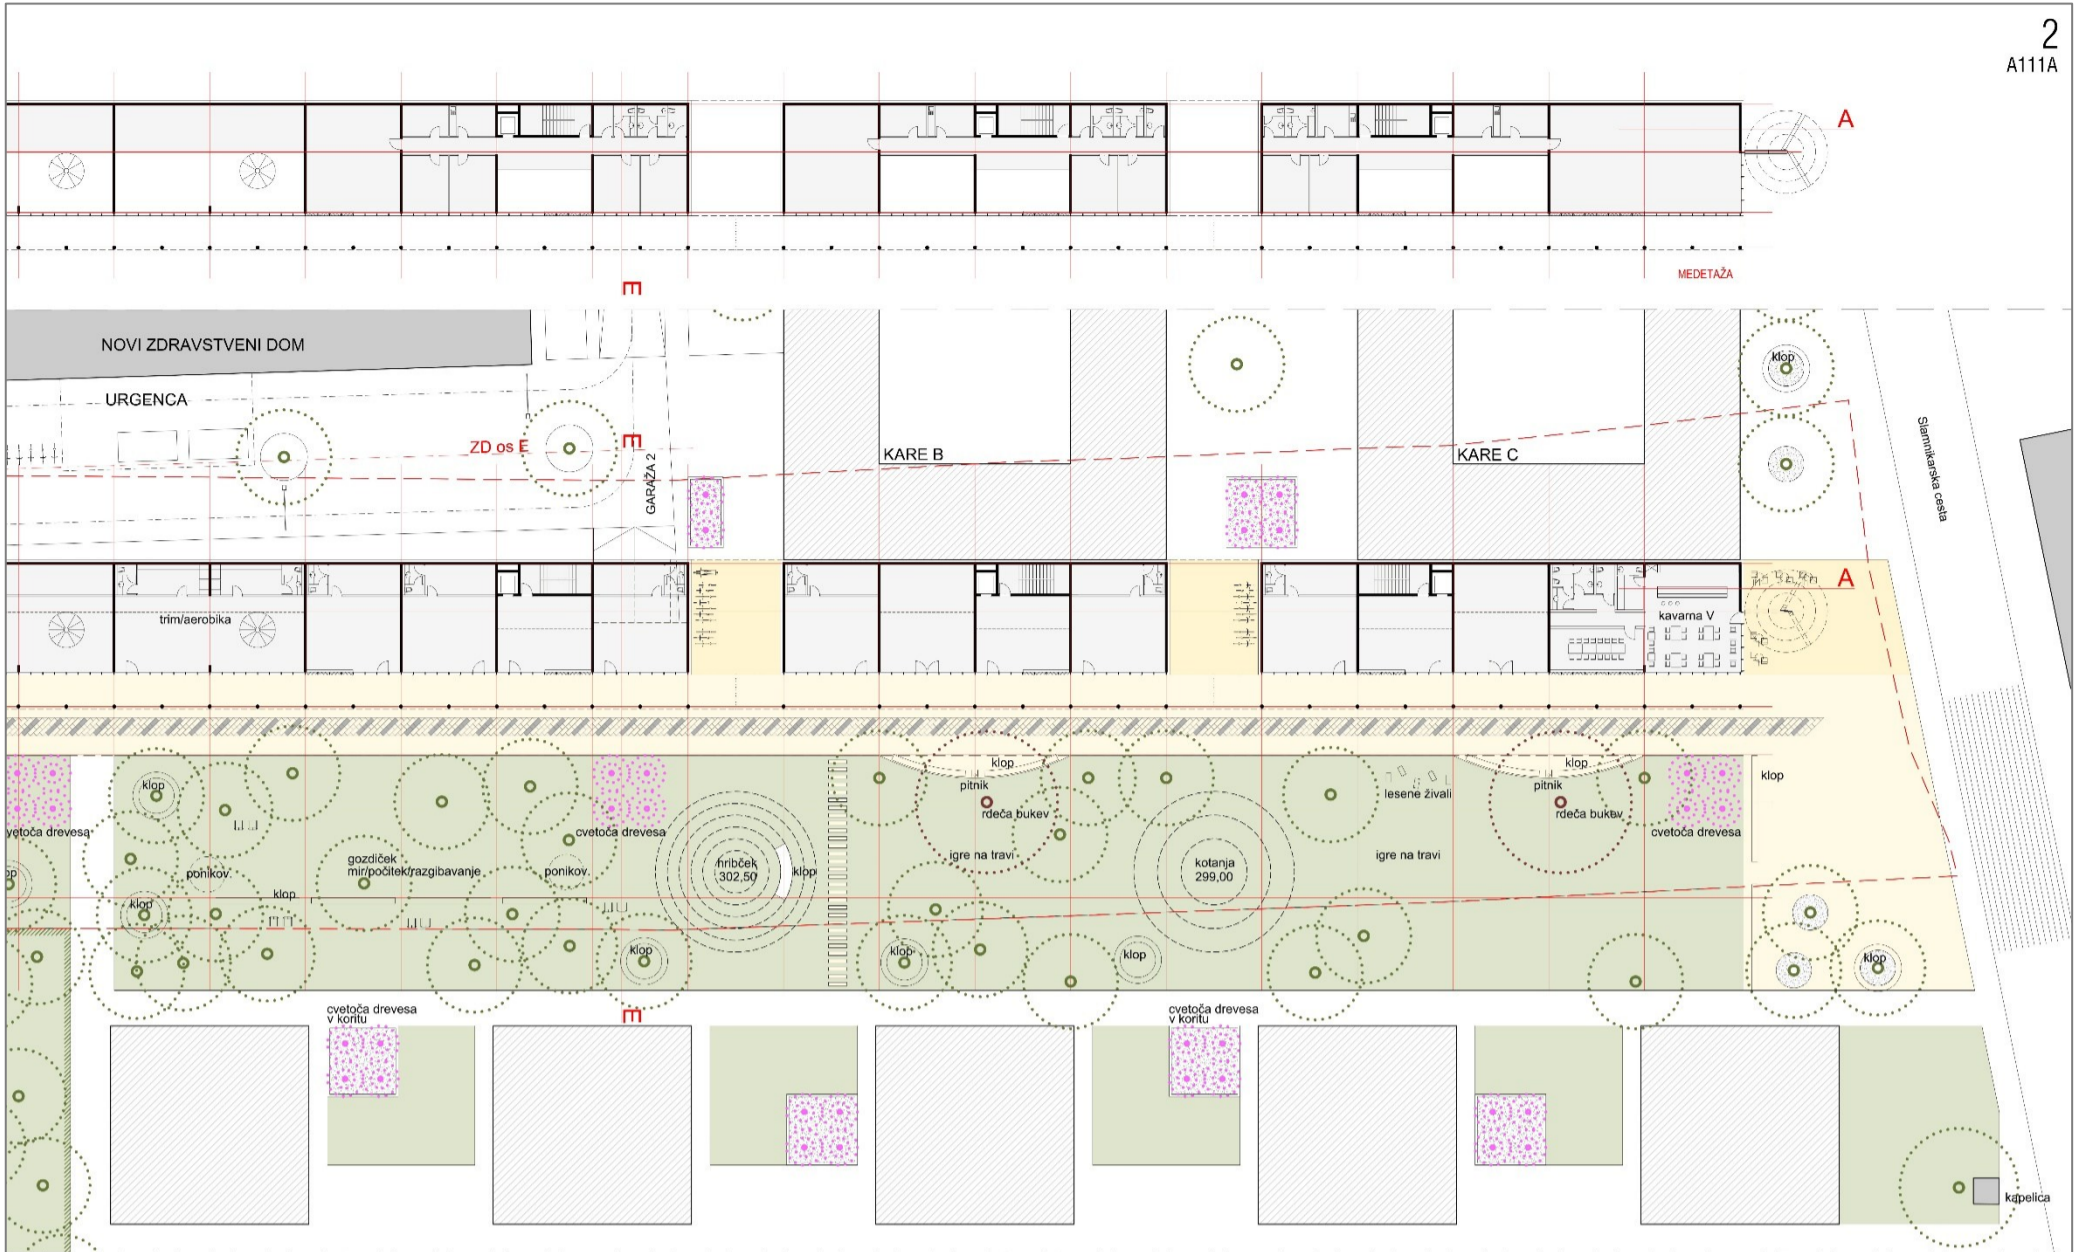 2
A111A
A
MEDETAŽA
E
NOVI ZDRAVSTVENI DOM
klop
URGENCA
ZD os E
E
KARE B
KARE C
GARAŽA 2
Slamnikarska cesta
A
trim/aerobika
kavarna V
klop
klop
klop
klop
pitnik
pitnik
lesene živali
rdeča bukev
rdeča bukev
cvetoča drevesa
cvetoča drevesa
igre na travi
igre na travi
gozdiček
mir/počitek/razgibavanje
hribček
302,50
kotanja
299,00
ponikov.
ponikov.
klop
klop
klop
klop
klop
klop
klop
cvetoča drevesa
v koritu
E
cvetoča drevesa
v koritu
kapelica